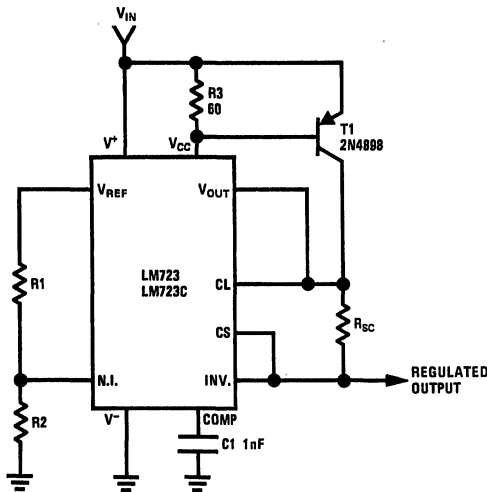 VIN
R3
60
T1
2N4898
V+
VCC
VREF
VOUT
R1
LM723
LM723C
CL
RSC
CS
N.I.
INV.
REGULATED
OUTPUT
R2
V−
COMP
C1 1nF